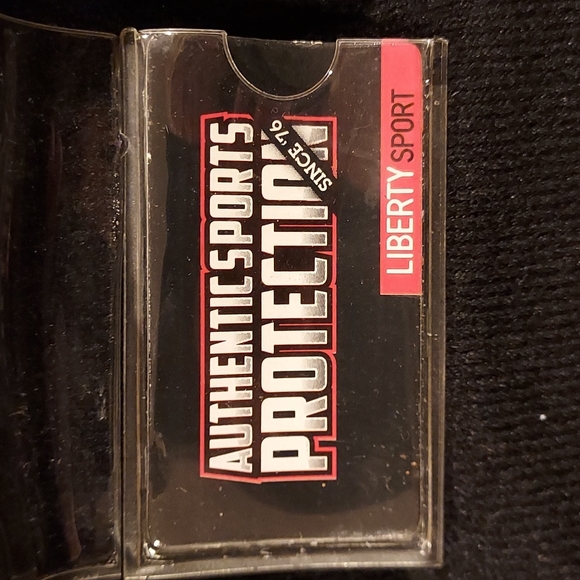 AUTHENTIC SPORTS
PROTECTION
SINCE '76
LIBERTY SPORT